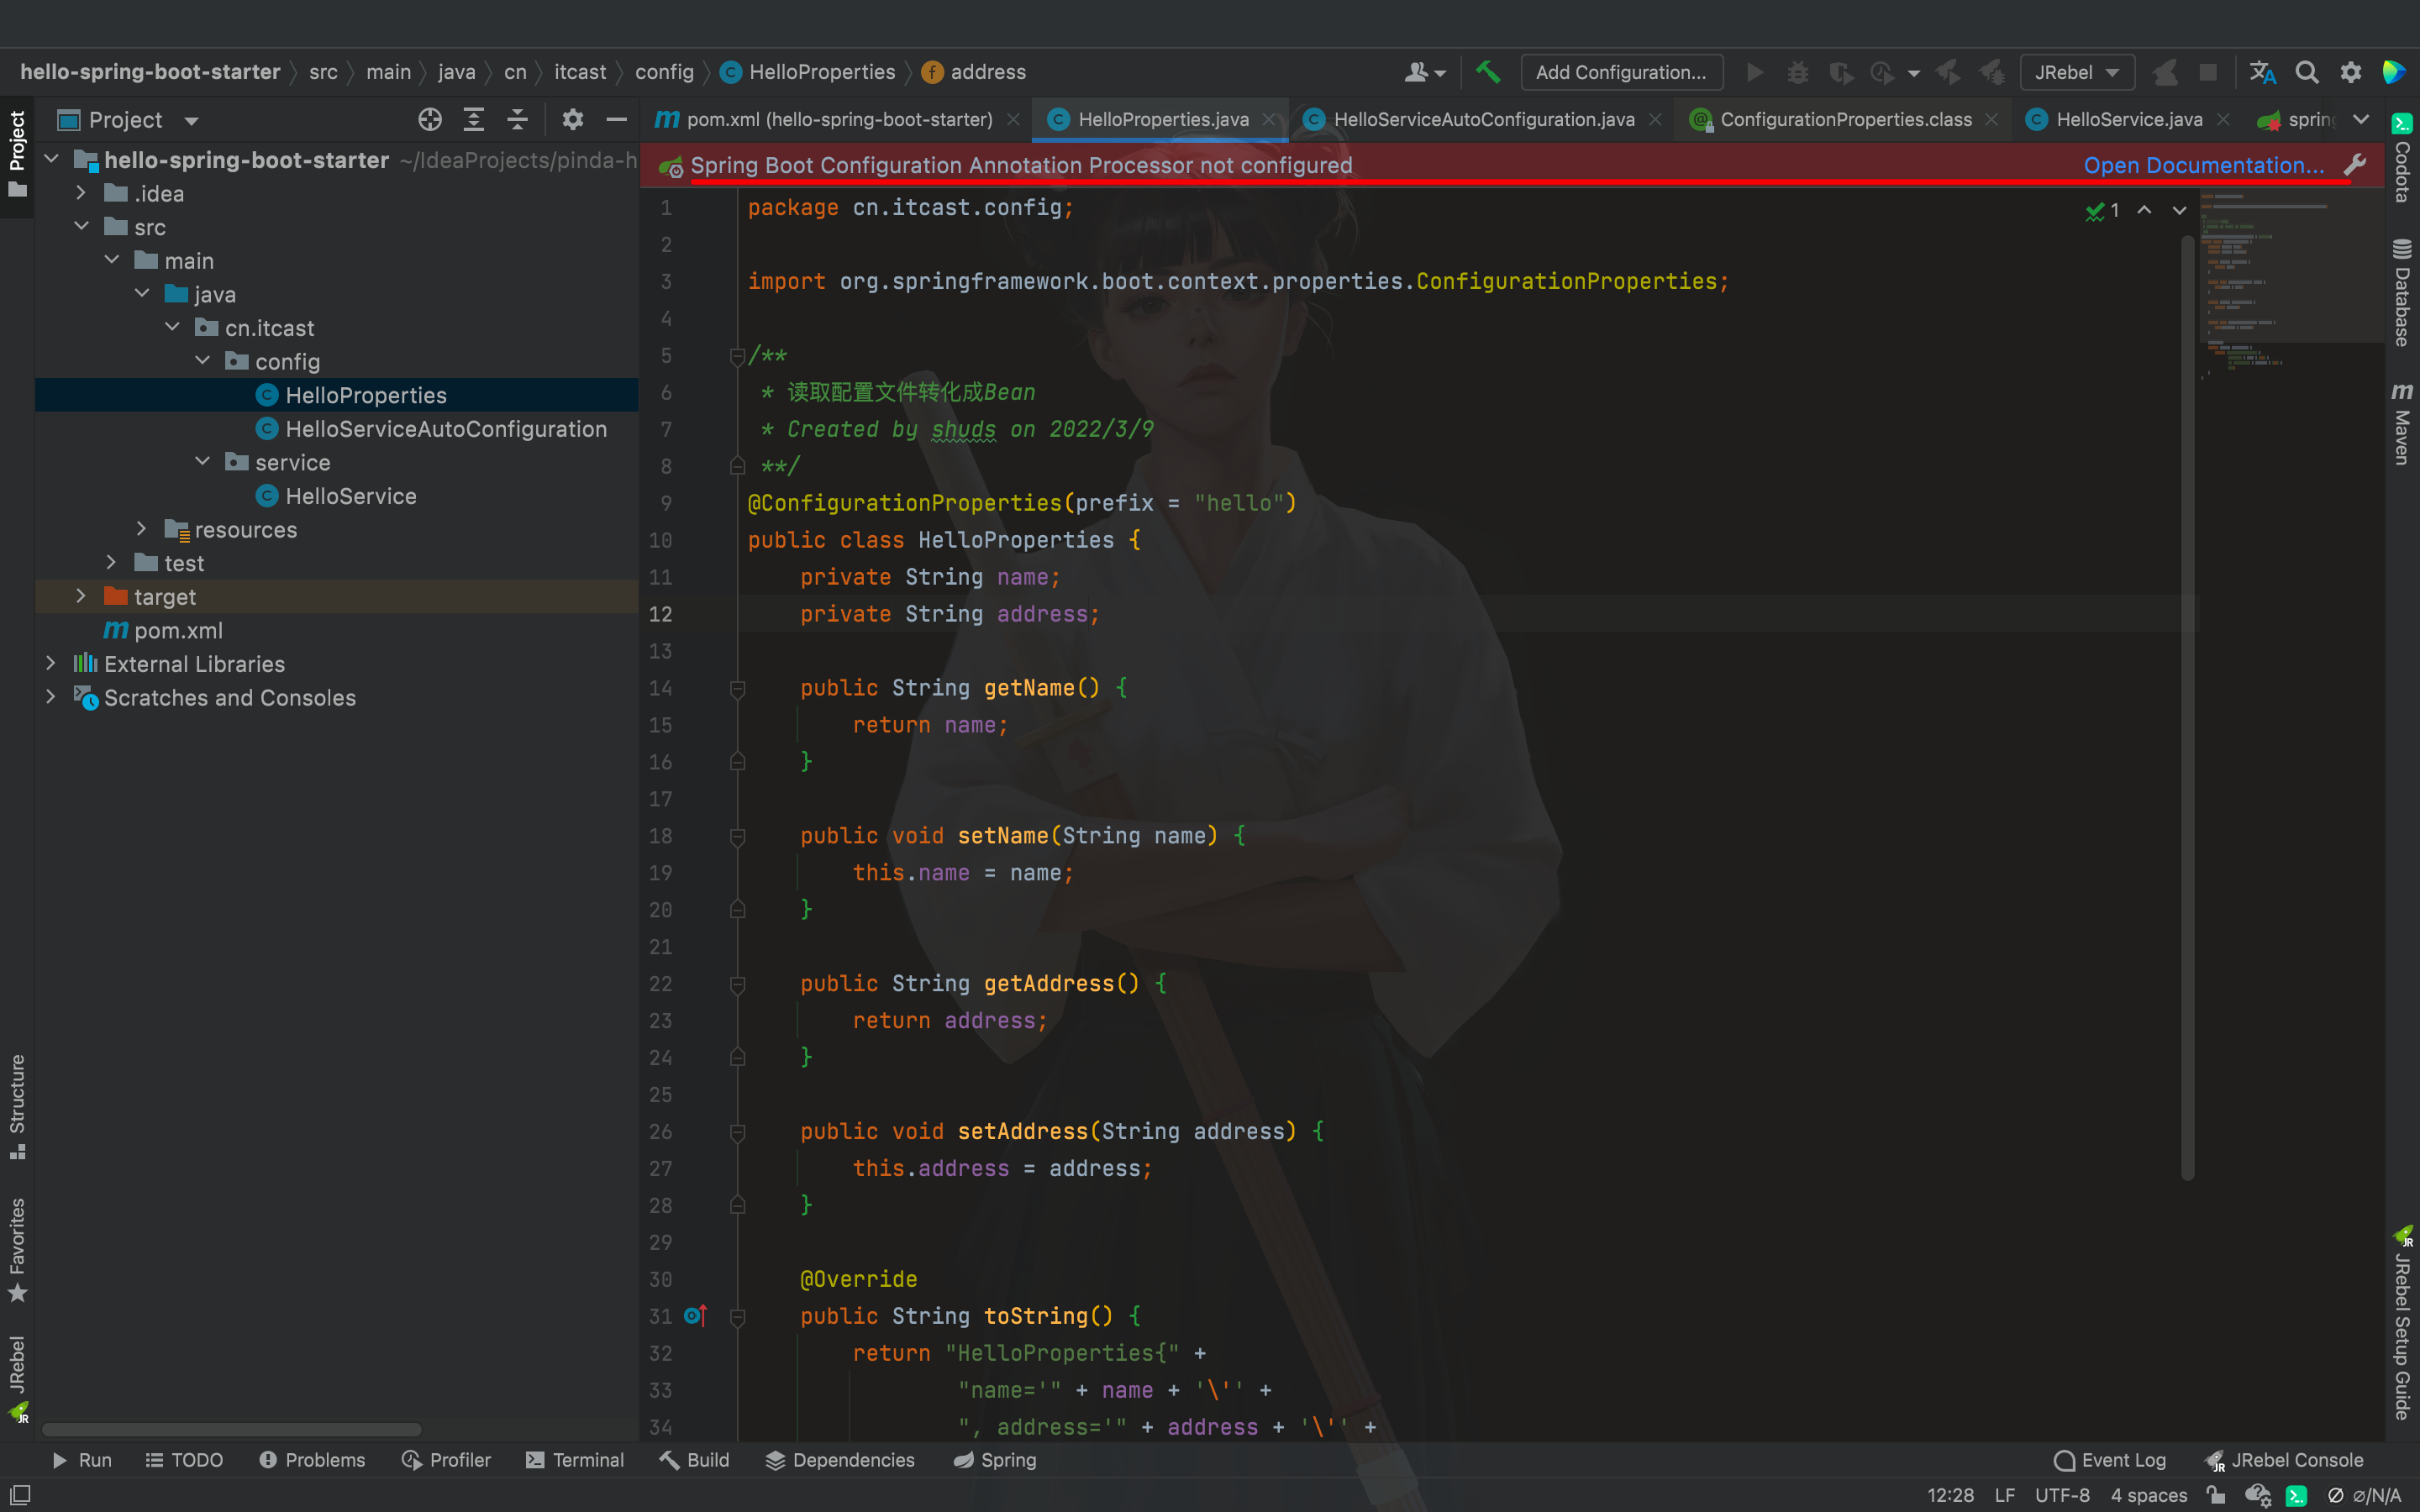 hello-spring-boot-starter src main java cn itcast config HelloProperties address Add Configuration... JRebel
Project
pom.xml (hello-spring-boot-starter) HelloProperties.java HelloServiceAutoConfiguration.java ConfigurationProperties.class HelloService.java spring
Spring Boot Configuration Annotation Processor not configured Open Documentation...
Project
hello-spring-boot-starter ~/IdeaProjects/pinda-h
.idea
src
main
java
cn.itcast
config
HelloProperties
HelloServiceAutoConfiguration
service
HelloService
resources
test
target
pom.xml
External Libraries
Scratches and Consoles
Structure
Favorites
JRebel
1
1 package cn.itcast.config;
2
3 import org.springframework.boot.context.properties.ConfigurationProperties;
4
5 /**
6  * 读取配置文件转化成Bean
7  * Created by shuds on 2022/3/9
8  **/
9 @ConfigurationProperties(prefix = "hello")
10 public class HelloProperties {
11     private String name;
12     private String address;
13
14     public String getName() {
15         return name;
16     }
17
18     public void setName(String name) {
19         this.name = name;
20     }
21
22     public String getAddress() {
23         return address;
24     }
25
26     public void setAddress(String address) {
27         this.address = address;
28     }
29
30     @Override
31     public String toString() {
32         return "HelloProperties{" +
33                 "name='" + name + '\'' +
34                 ", address='" + address + '\'' +
Codota
Database
Maven
JRebel Setup Guide
Run TODO Problems Profiler Terminal Build Dependencies Spring Event Log JRebel Console
12:28 LF UTF-8 4 spaces ∅/N/A